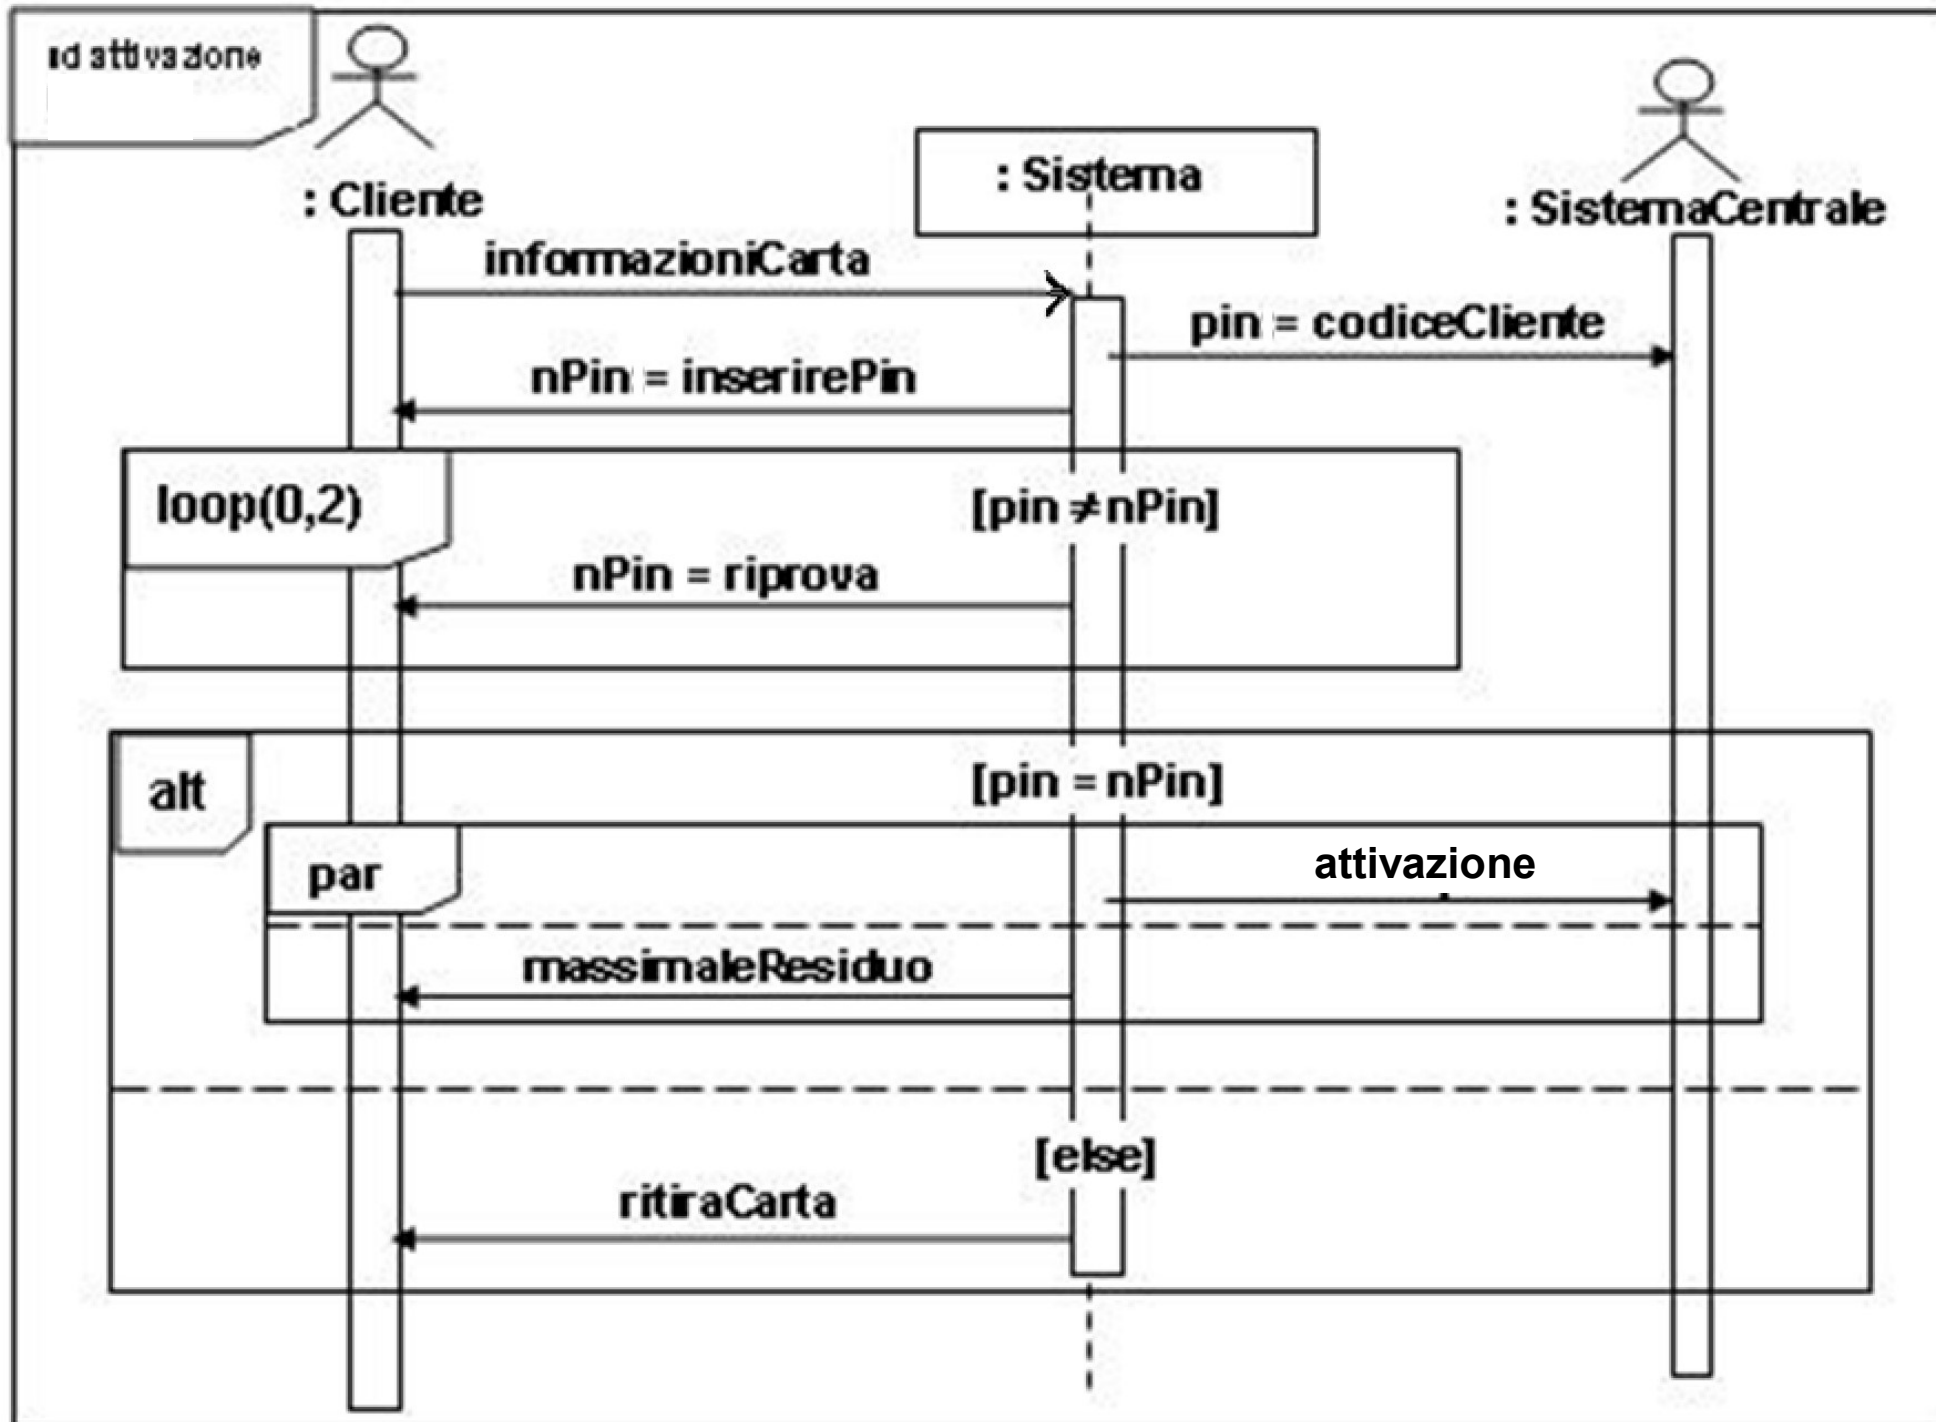 sd attivazione
: Cliente
: Sistema
: SistemaCentrale
informazioniCarta
pin = codiceCliente
nPin = inserirePin
loop(0,2)
[pin ≠ nPin]
nPin = riprova
alt
[pin = nPin]
par
attivazione
massimaleResiduo
[else]
ritiraCarta